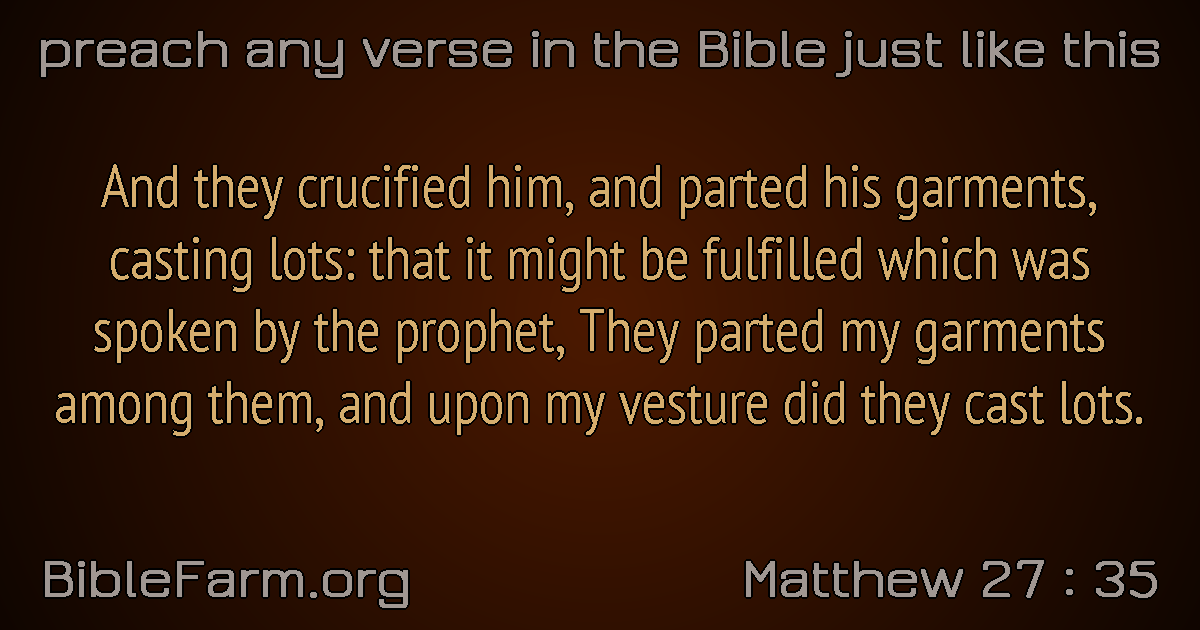 preach any verse in the Bible just like this
And they crucified him, and parted his garments,
casting lots: that it might be fulfilled which was
spoken by the prophet, They parted my garments
among them, and upon my vesture did they cast lots.
BibleFarm.org
Matthew 27 : 35